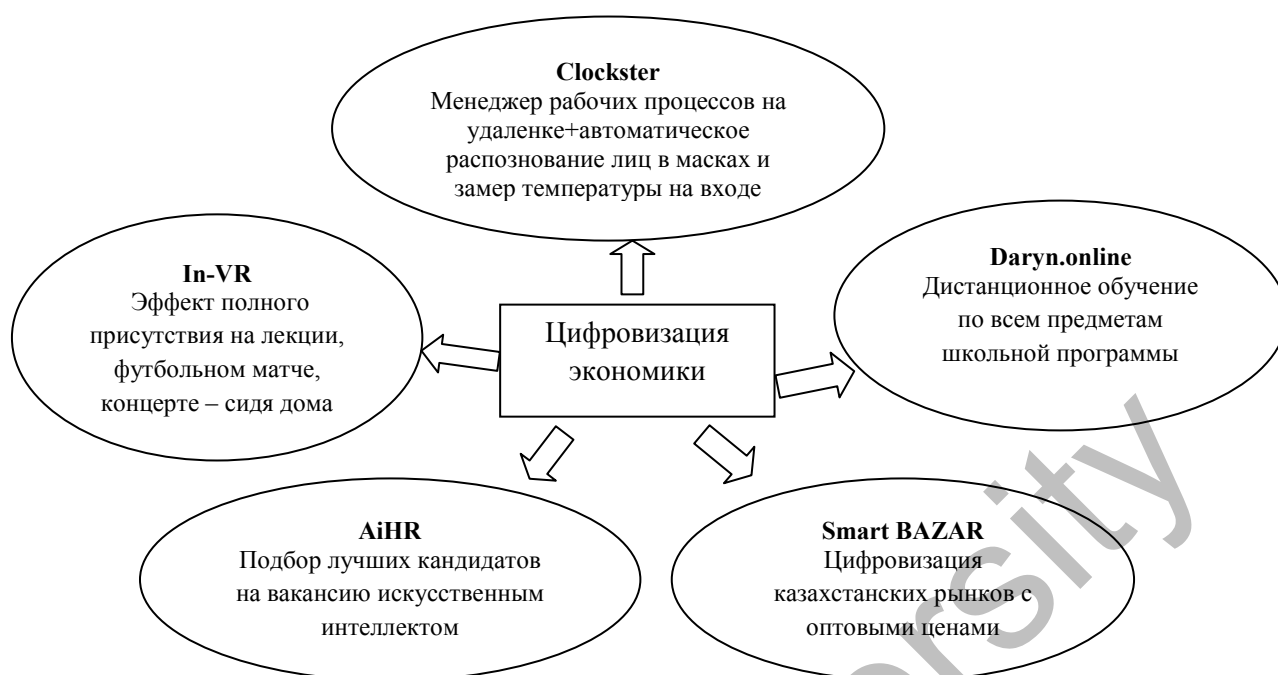 Clockster
Менеджер рабочих процессов на
удаленке+автоматическое
распознование лиц в масках и
замер температуры на входе
In-VR
Эффект полного
присутствия на лекции,
футбольном матче,
концерте – сидя дома
Цифровизация
экономики
Daryn.online
Дистанционное обучение
по всем предметам
школьной программы
AiHR
Подбор лучших кандидатов
на вакансию искусственным
интеллектом
Smart BAZAR
Цифровизация
казахстанских рынков с
оптовыми ценами
ersity